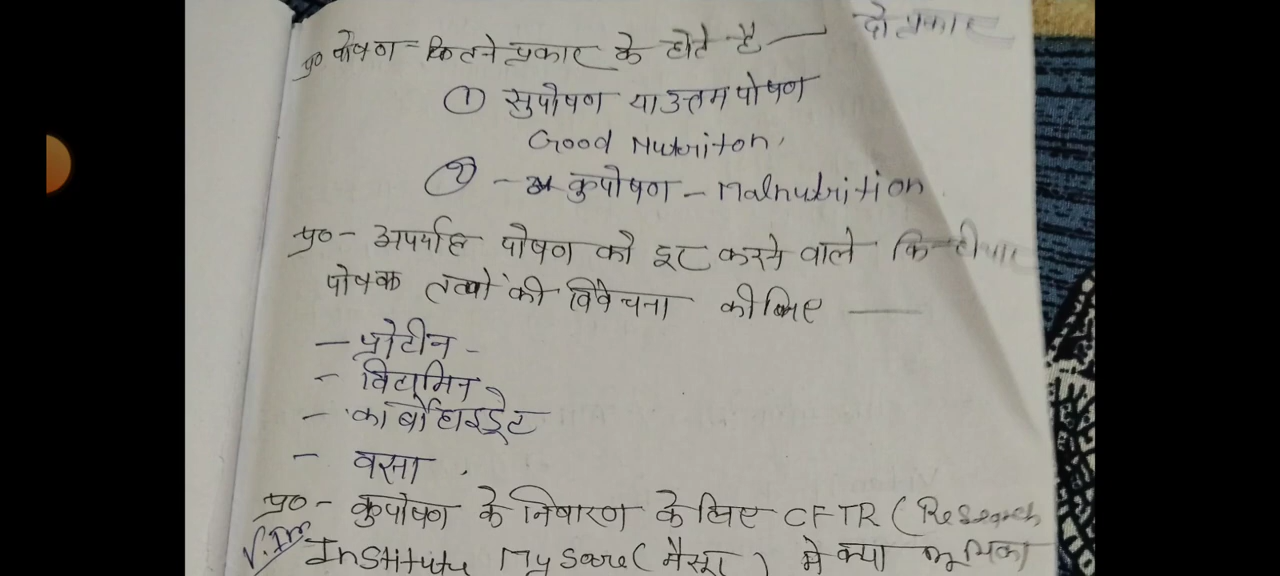 प्र० पोषण कितने प्रकार के होते है — दो प्रकार
① सुपोषण या उत्तम पोषण
Good Nutriton,
② - कुपोषण - Malnutrition
प्र० - अपर्याप्त पोषण को दूर करने वाले किन्ही चार
पोषक तत्वों की विवेचना कीजिए —
— प्रोटीन -
- विटामिन
- कार्बोहाइड्रेट
- वसा .
प्र० - कुपोषण के निवारण के लिए CFTR (Research
V.Im Institute Mysore (मैसूर) मे क्या भूमिका